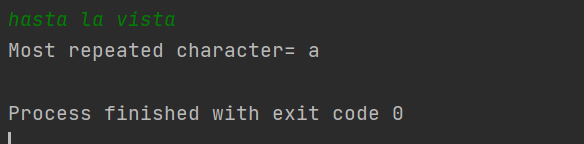 hasta la vista
Most repeated character= a
Process finished with exit code 0